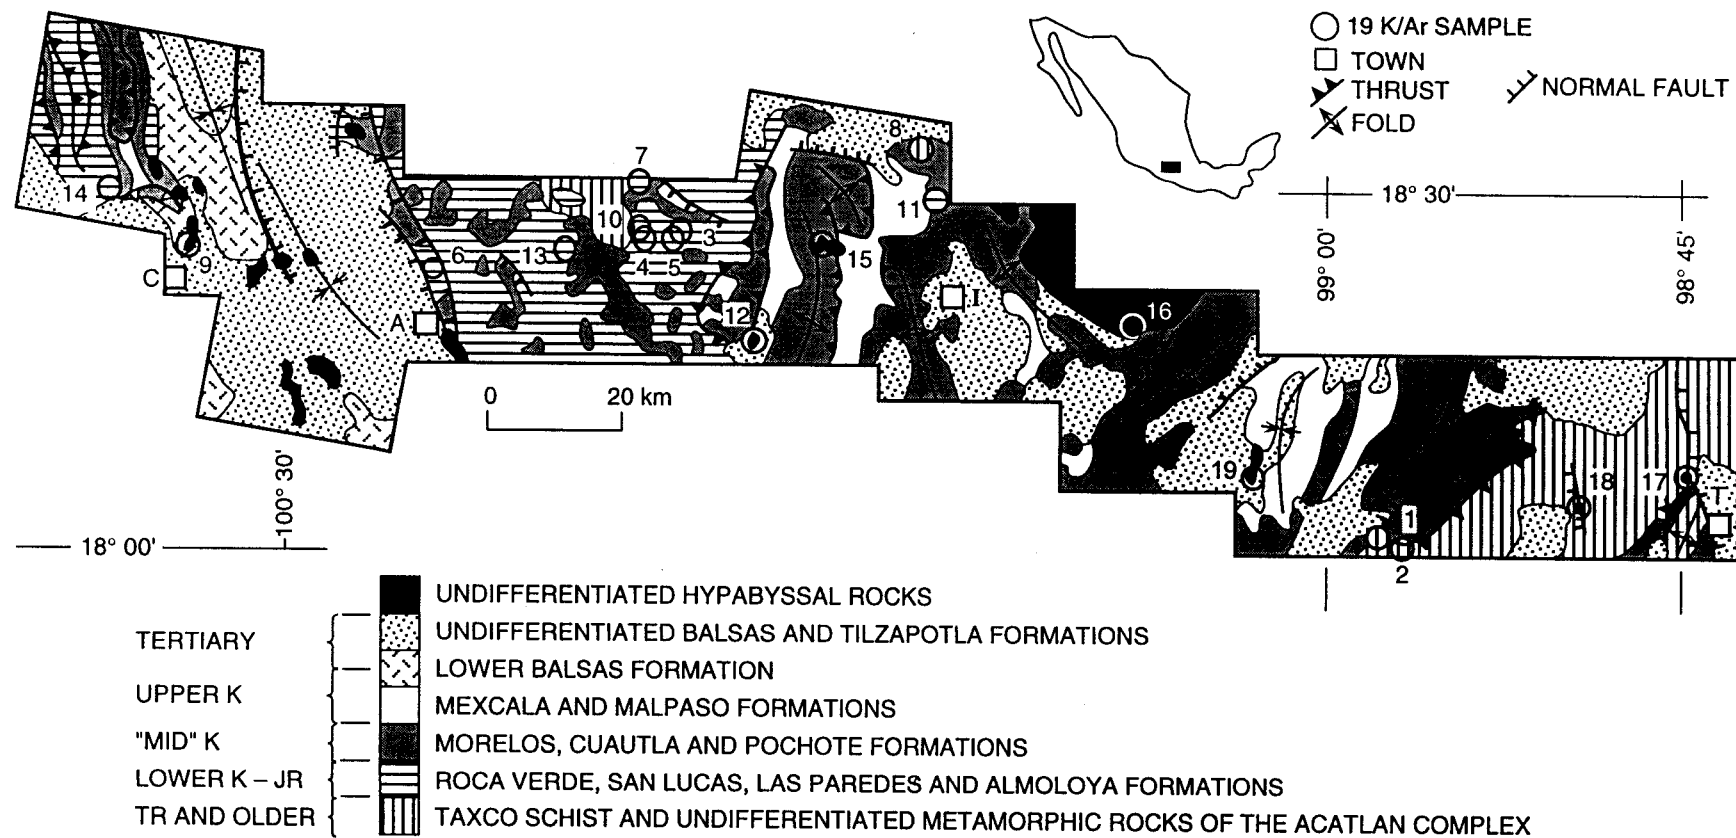 19 K/Ar SAMPLE
TOWN
THRUST
NORMAL FAULT
FOLD
18° 30'
99° 00'
98° 45'
8
7
14
11
10
3
6
13
4
5
15
9
C
I
A
12
16
0
20 km
19
18
17
T
100° 30'
1
18° 00'
2
UNDIFFERENTIATED HYPABYSSAL ROCKS
TERTIARY
UNDIFFERENTIATED BALSAS AND TILZAPOTLA FORMATIONS
LOWER BALSAS FORMATION
UPPER K
MEXCALA AND MALPASO FORMATIONS
"MID" K
MORELOS, CUAUTLA AND POCHOTE FORMATIONS
LOWER K – JR
ROCA VERDE, SAN LUCAS, LAS PAREDES AND ALMOLOYA FORMATIONS
TR AND OLDER
TAXCO SCHIST AND UNDIFFERENTIATED METAMORPHIC ROCKS OF THE ACATLAN COMPLEX